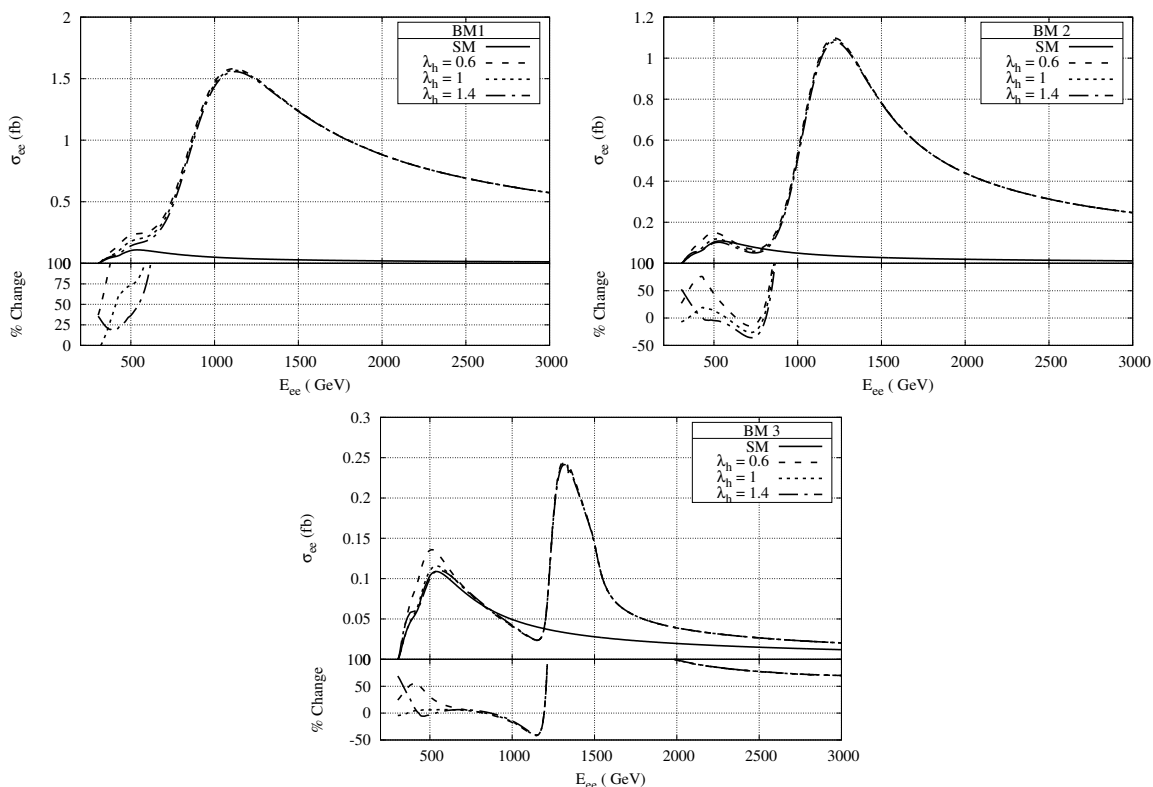 BM1
SM
λh = 0.6
λh = 1
λh = 1.4
2
1.5
1
0.5
0
σee (fb)
100
75
50
25
0
% Change
500 1000 1500 2000 2500 3000
Eee ( GeV)
BM 2
SM
λh = 0.6
λh = 1
λh = 1.4
1.2
1
0.8
0.6
0.4
0.2
0
σee (fb)
100
50
0
-50
% Change
500 1000 1500 2000 2500 3000
Eee ( GeV)
BM 3
SM
λh = 0.6
λh = 1
λh = 1.4
0.3
0.25
0.2
0.15
0.1
0.05
0
σee (fb)
100
50
0
-50
% Change
500 1000 1500 2000 2500 3000
Eee ( GeV)